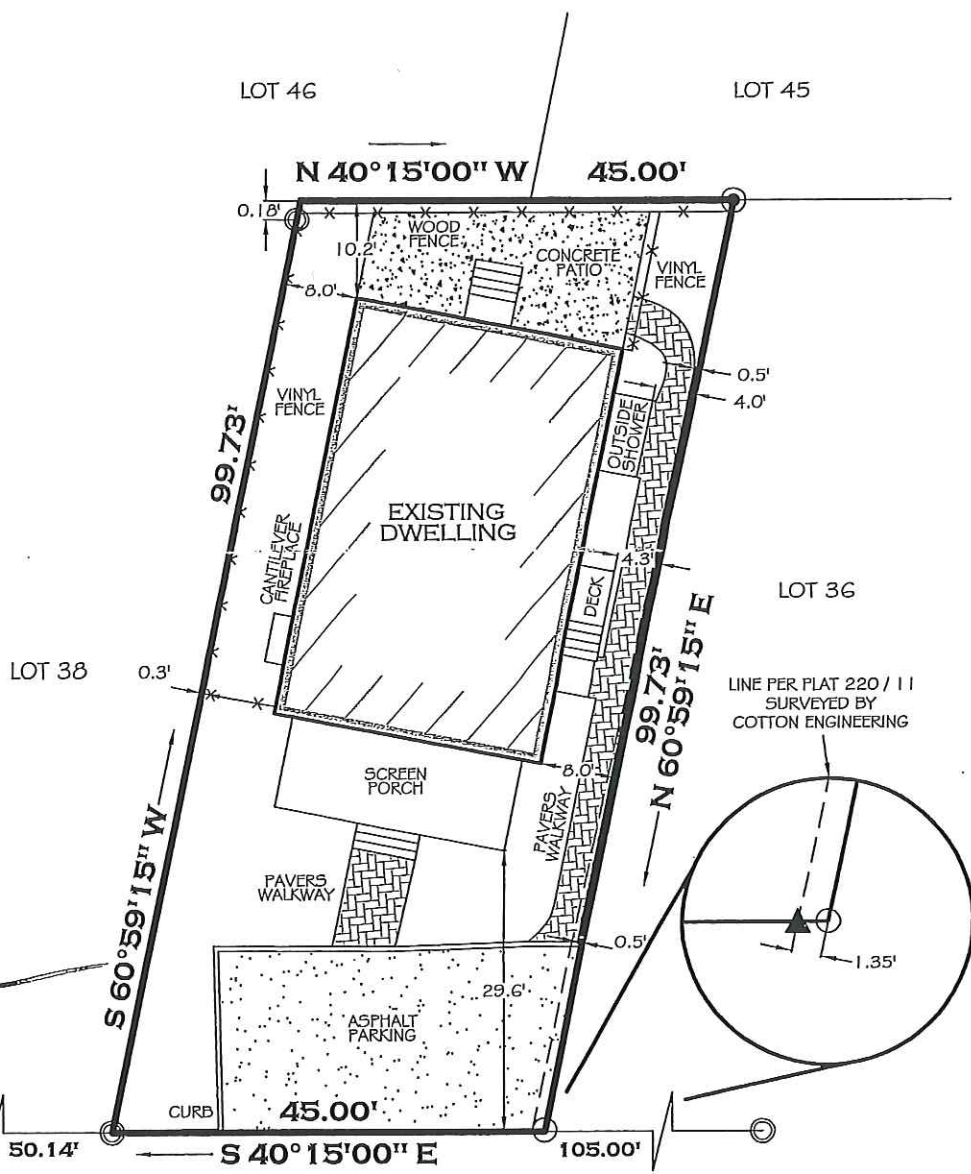 LOT 46
LOT 45
N 40°15'00" W 45.00'
0.18'
10.2'
WOOD
FENCE
CONCRETE
PATIO
VINYL
FENCE
8.0'
0.5'
4.0'
VINYL
FENCE
OUTSIDE
SHOWER
99.73'
EXISTING
DWELLING
CANTILEVER
FIREPLACE
4.3'
DECK
LOT 36
LOT 38
0.3'
99.73'
N 60°59'15" E
LINE PER PLAT 220 / 11
SURVEYED BY
COTTON ENGINEERING
SCREEN
PORCH
8.0'
PAVERS
WALKWAY
S 60°59'15" W
PAVERS
WALKWAY
0.5'
1.35'
29.6'
ASPHALT
PARKING
CURB
45.00'
50.14'
S 40°15'00" E
105.00'